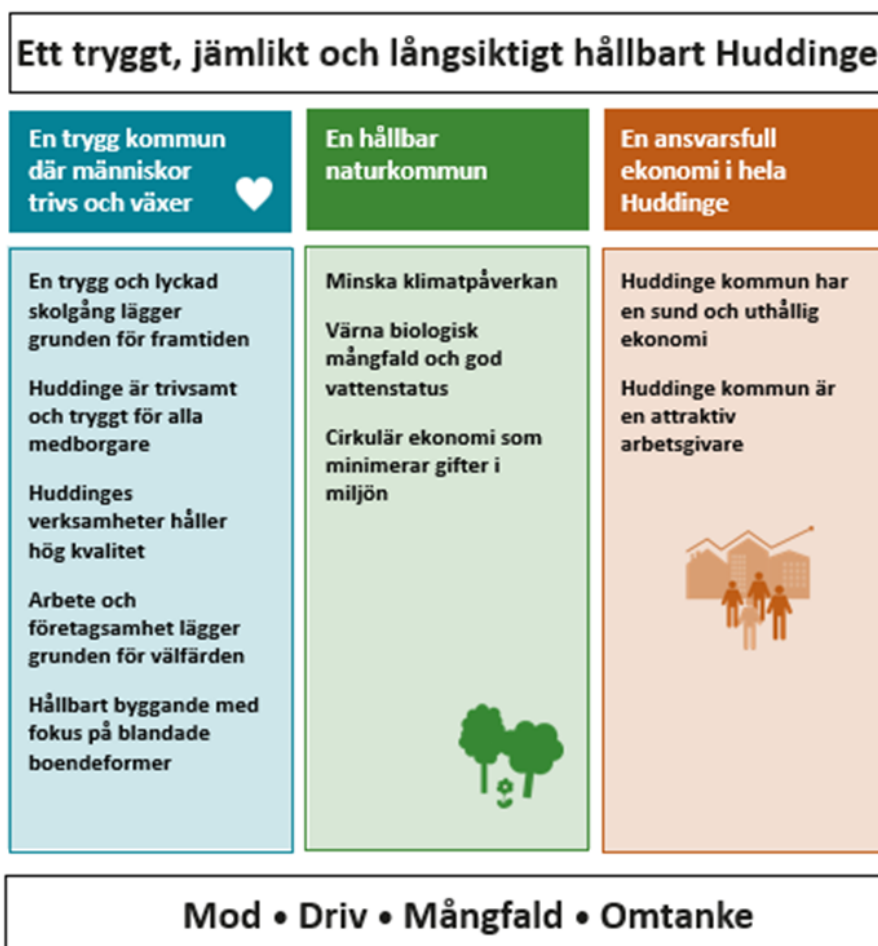 Ett tryggt, jämlikt och långsiktigt hållbart Huddinge
En trygg kommun
där människor
trivs och växer
En hållbar
naturkommun
En ansvarsfull
ekonomi i hela
Huddinge
En trygg och lyckad
skolgång lägger
grunden för framtiden
Huddinge är trivsamt
och tryggt för alla
medborgare
Huddinges
verksamheter håller
hög kvalitet
Arbete och
företagsamhet lägger
grunden för välfärden
Hållbart byggande med
fokus på blandade
boendeformer
Minska klimatpåverkan
Värna biologisk
mångfald och god
vattenstatus
Cirkulär ekonomi som
minimerar gifter i
miljön
Huddinge kommun har
en sund och uthållig
ekonomi
Huddinge kommun är
en attraktiv
arbetsgivare
Mod • Driv • Mångfald • Omtanke